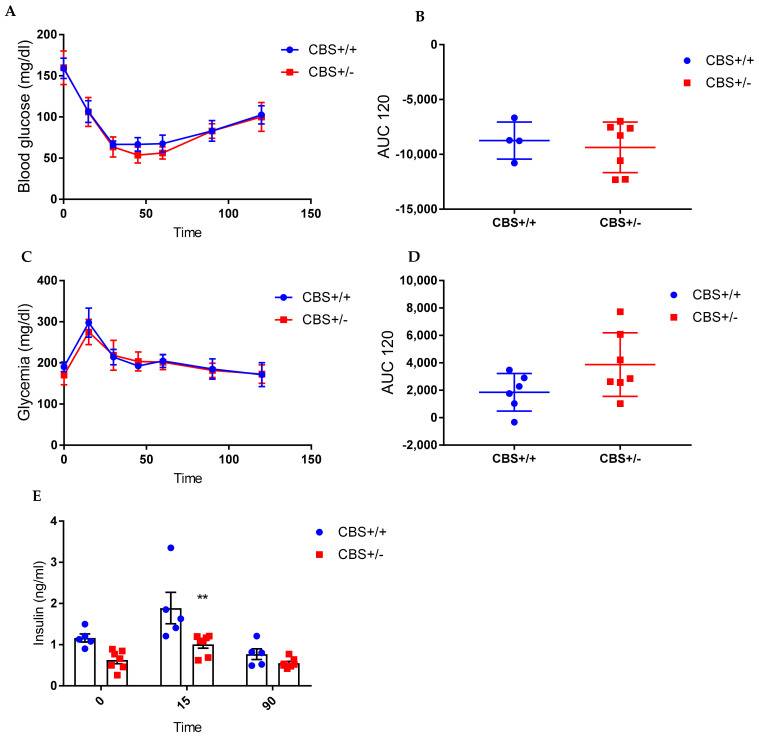 A
Blood glucose (mg/dl)
200
150
100
50
0
0 50 100 150
Time
CBS+/+
CBS+/-
B
AUC 120
0
-5,000
-10,000
-15,000
CBS+/+ CBS+/-
CBS+/+
CBS+/-
C
Glycemia (mg/dl)
400
300
200
100
0
0 50 100 150
Time
CBS+/+
CBS+/-
D
AUC 120
10,000
8,000
6,000
4,000
2,000
0
-2,000
CBS+/+ CBS+/-
CBS+/+
CBS+/-
E
Insulin (ng/ml)
4
3
2
1
0
**
0 15 90
Time
CBS+/+
CBS+/-